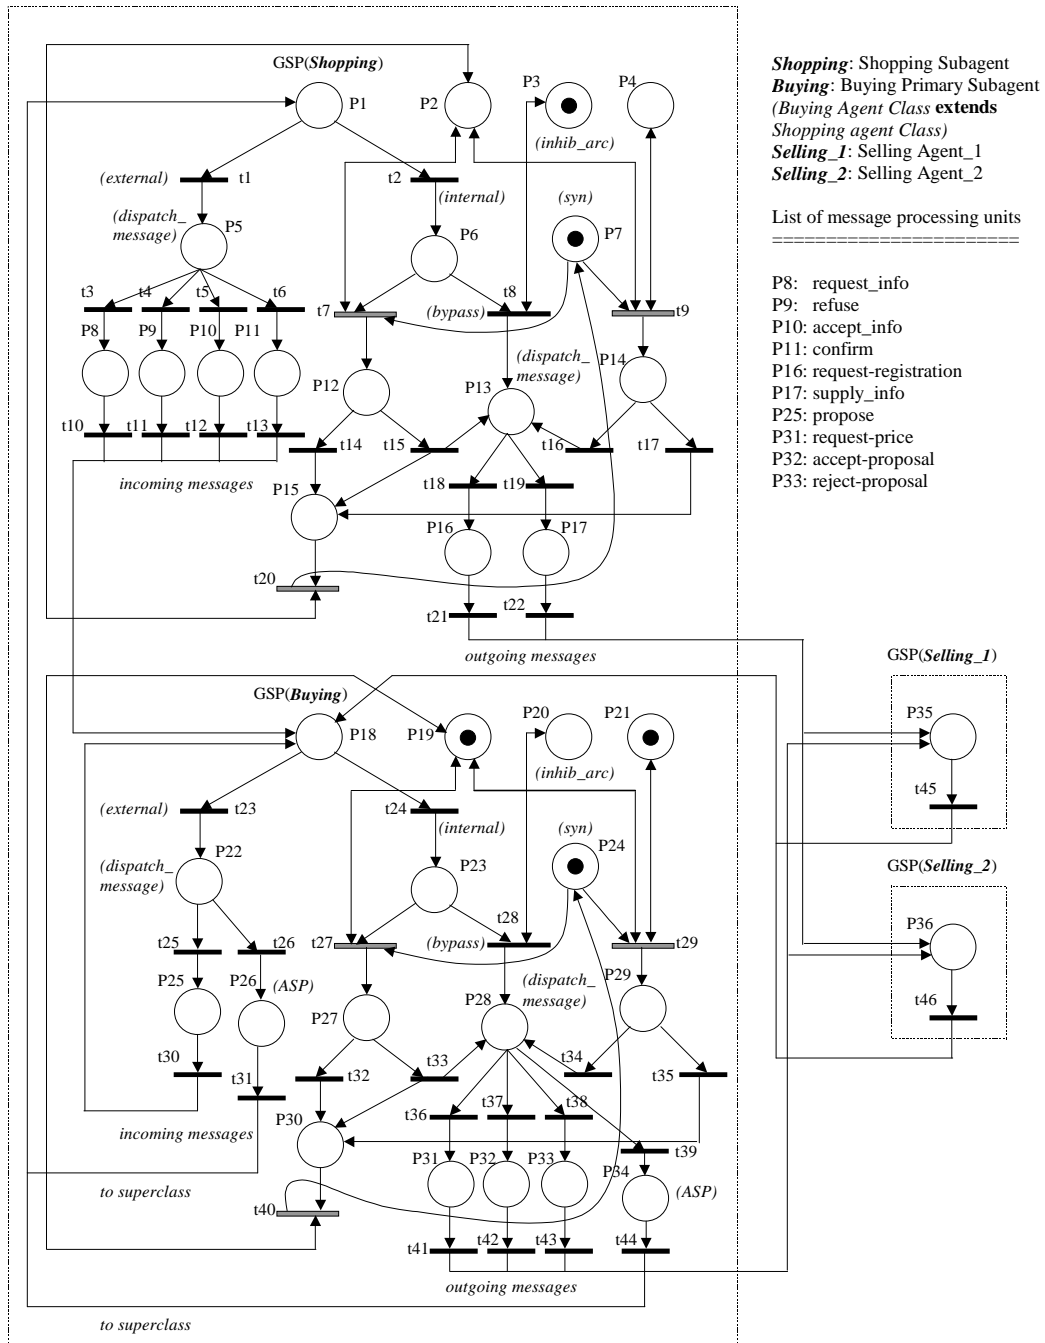 GSP(Shopping)
P1
P2
P3
P4
(inhib_arc)
(external)
t1
t2
(internal)
(syn)
(dispatch_
message)
P5
P6
P7
t3
t4
t5
t6
t7
(bypass)
t8
t9
P8
P9
P10
P11
(dispatch_
message)
P12
P13
P14
t10
t11
t12
t13
t14
t15
t16
t17
incoming messages
P15
t18
t19
P16
P17
t20
t21
t22
outgoing messages
GSP(Buying)
P18
P19
P20
P21
(inhib_arc)
(external)
t23
t24
(internal)
(syn)
P22
(dispatch_
message)
P23
P24
t25
t26
t27
(bypass)
t28
t29
P25
P26
(ASP)
(dispatch_
message)
P27
P28
P29
t30
t31
t32
t33
t34
t35
incoming messages
P30
t36
t37
t38
t39
P31
P32
P33
P34
(ASP)
to superclass
t40
t41
t42
t43
t44
outgoing messages
to superclass
Shopping: Shopping Subagent
Buying: Buying Primary Subagent
(Buying Agent Class extends
Shopping agent Class)
Selling_1: Selling Agent_1
Selling_2: Selling Agent_2
List of message processing units
=======================
P8: request_info
P9: refuse
P10: accept_info
P11: confirm
P16: request-registration
P17: supply_info
P25: propose
P31: request-price
P32: accept-proposal
P33: reject-proposal
GSP(Selling_1)
P35
t45
GSP(Selling_2)
P36
t46